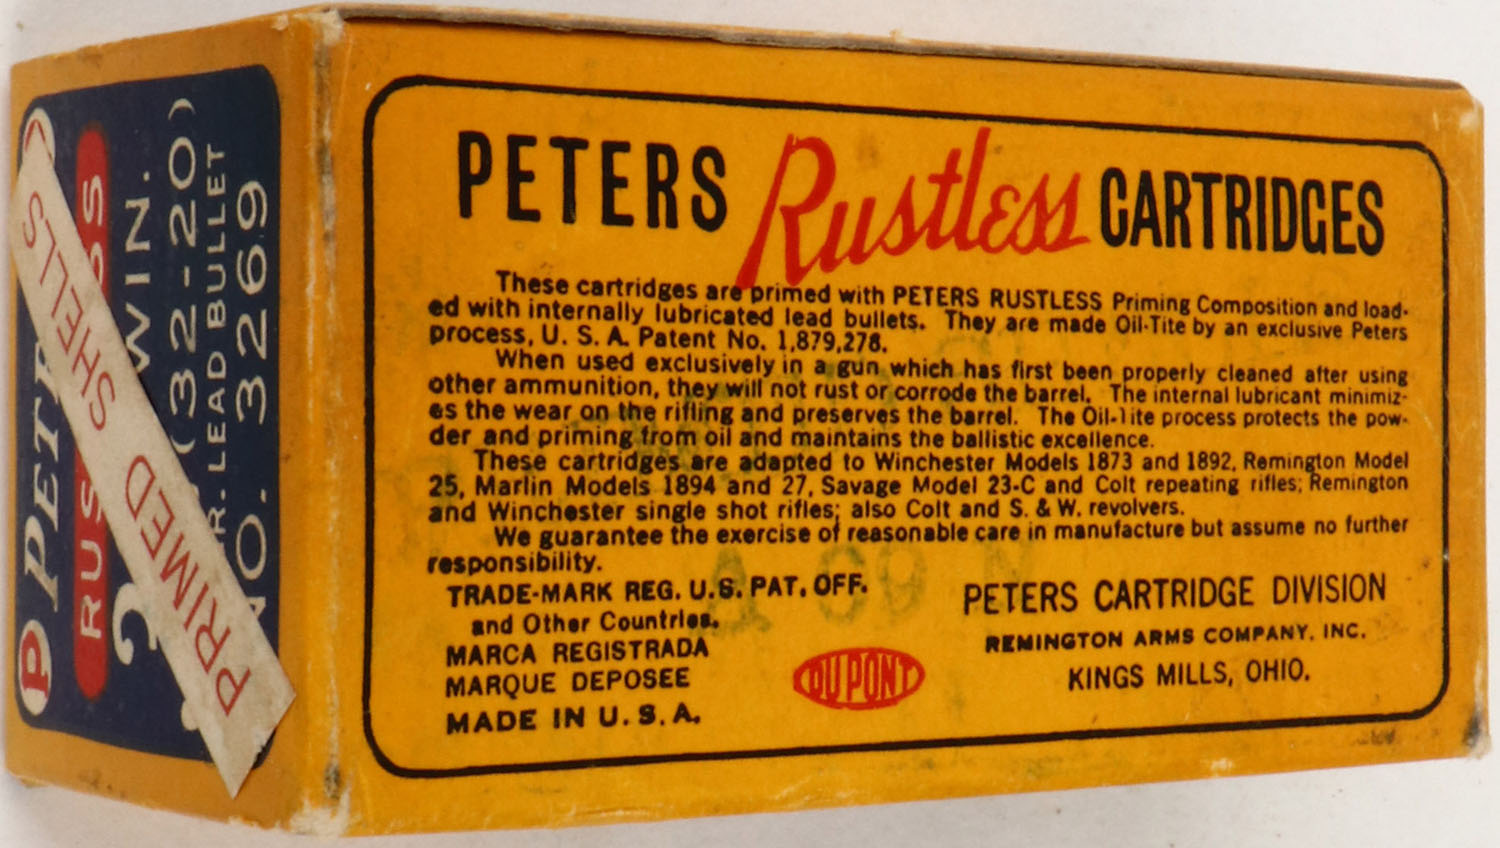 PETERS Rustless CARTRIDGES
These cartridges are primed with PETERS RUSTLESS Priming Composition and load-
ed with internally lubricated lead bullets. They are made Oil-Tite by an exclusive Peters
process, U. S. A. Patent No. 1,879,278.
When used exclusively in a gun which has first been properly cleaned after using
other ammunition, they will not rust or corrode the barrel. The internal lubricant minimiz-
es the wear on the rifling and preserves the barrel. The Oil-Tite process protects the pow-
der and priming from oil and maintains the ballistic excellence.
These cartridges are adapted to Winchester Models 1873 and 1892, Remington Model
25, Marlin Models 1894 and 27, Savage Model 23-C and Colt repeating rifles; Remington
and Winchester single shot rifles; also Colt and S. & W. revolvers.
We guarantee the exercise of reasonable care in manufacture but assume no further
responsibility.
TRADE-MARK REG. U.S. PAT. OFF.
and Other Countries.
MARCA REGISTRADA
MARQUE DEPOSEE
MADE IN U. S. A.
DU PONT
PETERS CARTRIDGE DIVISION
REMINGTON ARMS COMPANY, INC.
KINGS MILLS, OHIO.
P
WIN.
(32-20)
LEAD BULLET
NO. 3269
PRIMED SHELLS